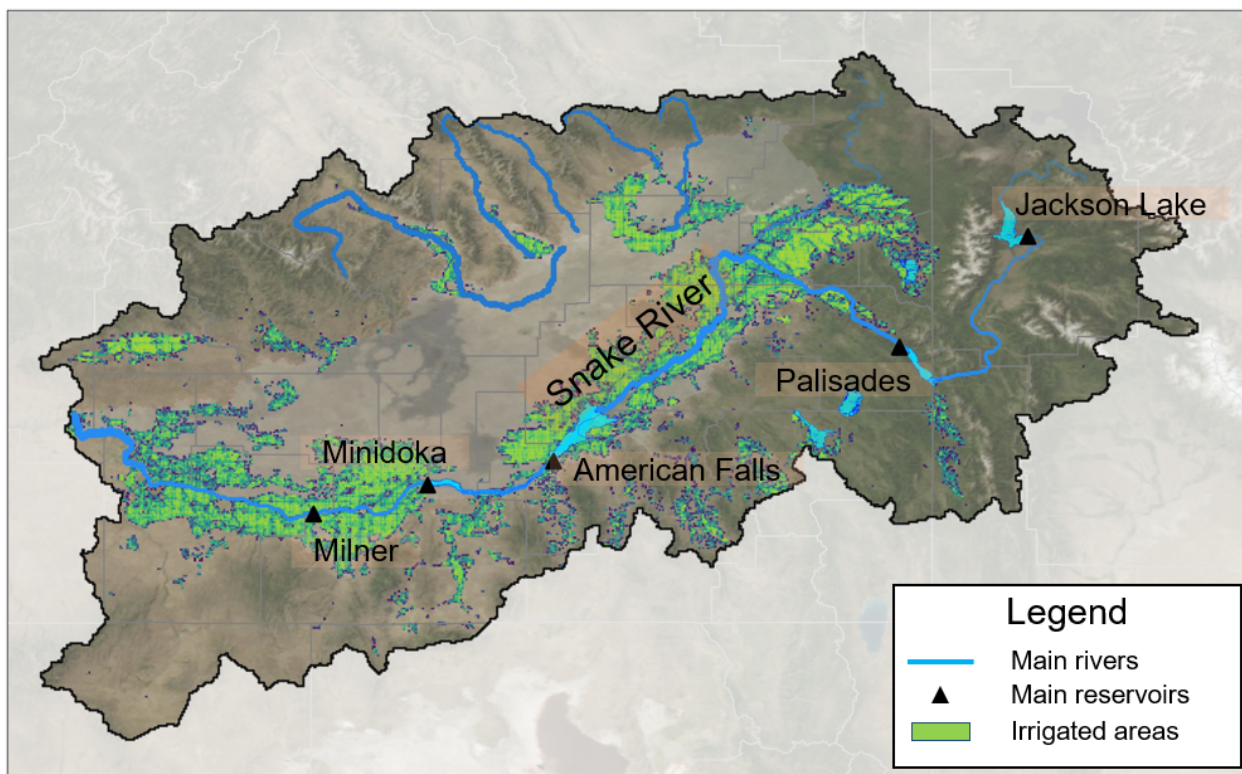 Jackson Lake
Snake River
Palisades
Minidoka
American Falls
Milner
Legend
Main rivers
Main reservoirs
Irrigated areas